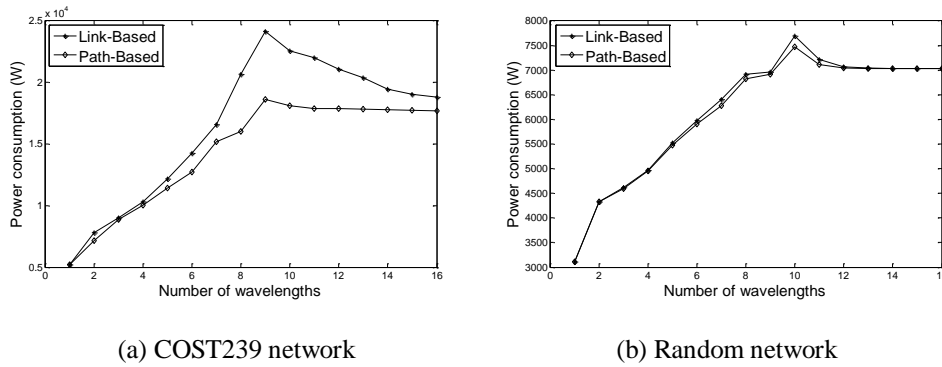 x 10⁴
2.5
2
1.5
1
0.5
0 2 4 6 8 10 12 14 16
Power consumption (W)
Number of wavelengths
Link-Based
Path-Based
(a) COST239 network
8000
7500
7000
6500
6000
5500
5000
4500
4000
3500
3000
0 2 4 6 8 10 12 14 16
Power consumption (W)
Number of wavelengths
Link-Based
Path-Based
(b) Random network